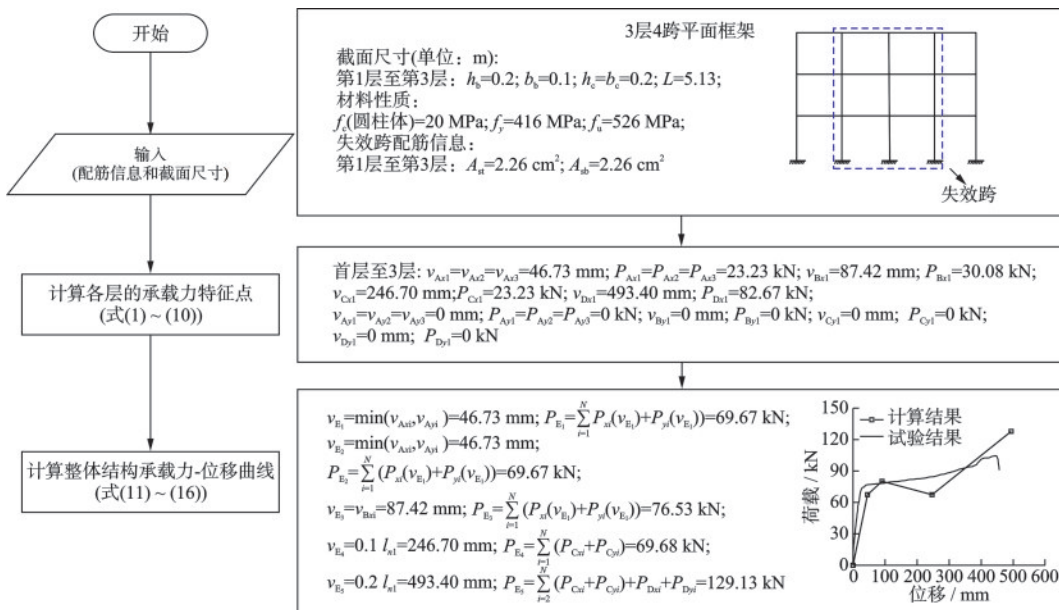 开始
输入
(配筋信息和截面尺寸)
计算各层的承载力特征点
(式(1) ~ (10))
计算整体结构承载力-位移曲线
(式(11) ~ (16))
3层4跨平面框架
截面尺寸(单位：m):
第1层至第3层：h_b=0.2; b_b=0.1; h_c=b_c=0.2; L=5.13;
材料性质：
f_c(圆柱体)=20 MPa; f_y=416 MPa; f_u=526 MPa;
失效跨配筋信息：
第1层至第3层：A_st=2.26 cm²; A_sb=2.26 cm²
失效跨
首层至3层: v_Ax1=v_Ax2=v_Ax3=46.73 mm; P_Ax1=P_Ax2=P_Ax3=23.23 kN; v_Bx1=87.42 mm; P_Bx1=30.08 kN;
v_Cx1=246.70 mm;P_Cx1=23.23 kN; v_Dx1=493.40 mm; P_Dx1=82.67 kN;
v_Ay1=v_Ay2=v_Ay3=0 mm; P_Ay1=P_Ay2=P_Ay3=0 kN; v_By1=0 mm; P_By1=0 kN; v_Cy1=0 mm; P_Cy1=0 kN;
v_Dy1=0 mm; P_Dy1=0 kN
v_E₁=min(v_Axi,v_Ayi)=46.73 mm; P_E₁=∑_{i=1}^{N} P_xi(v_E₁)+P_yi(v_E₁))=69.67 kN;
v_E₂=min(v_Axi,v_Ayi)=46.73 mm;
P_E₂=∑_{i=1}^{N} (P_xi(v_E₁)+P_yi(v_E₁))=69.67 kN;
v_E₃=v_Bxi=87.42 mm; P_E₃=∑_{i=1}^{N} (P_xi(v_E₁)+P_yi(v_E₃))=76.53 kN;
v_E₄=0.1 l_n1=246.70 mm; P_E₄=∑_{i=1}^{N} (P_Cxi+P_Cyi)=69.68 kN;
v_E₅=0.2 l_n1=493.40 mm; P_E₅=∑_{i=2}^{N} (P_Cxi+P_Cyi)+P_Dxi+P_Dyi=129.13 kN
计算结果
试验结果
荷载 / kN
150
120
90
60
30
0
0 100 200 300 400 500 600
位移 / mm